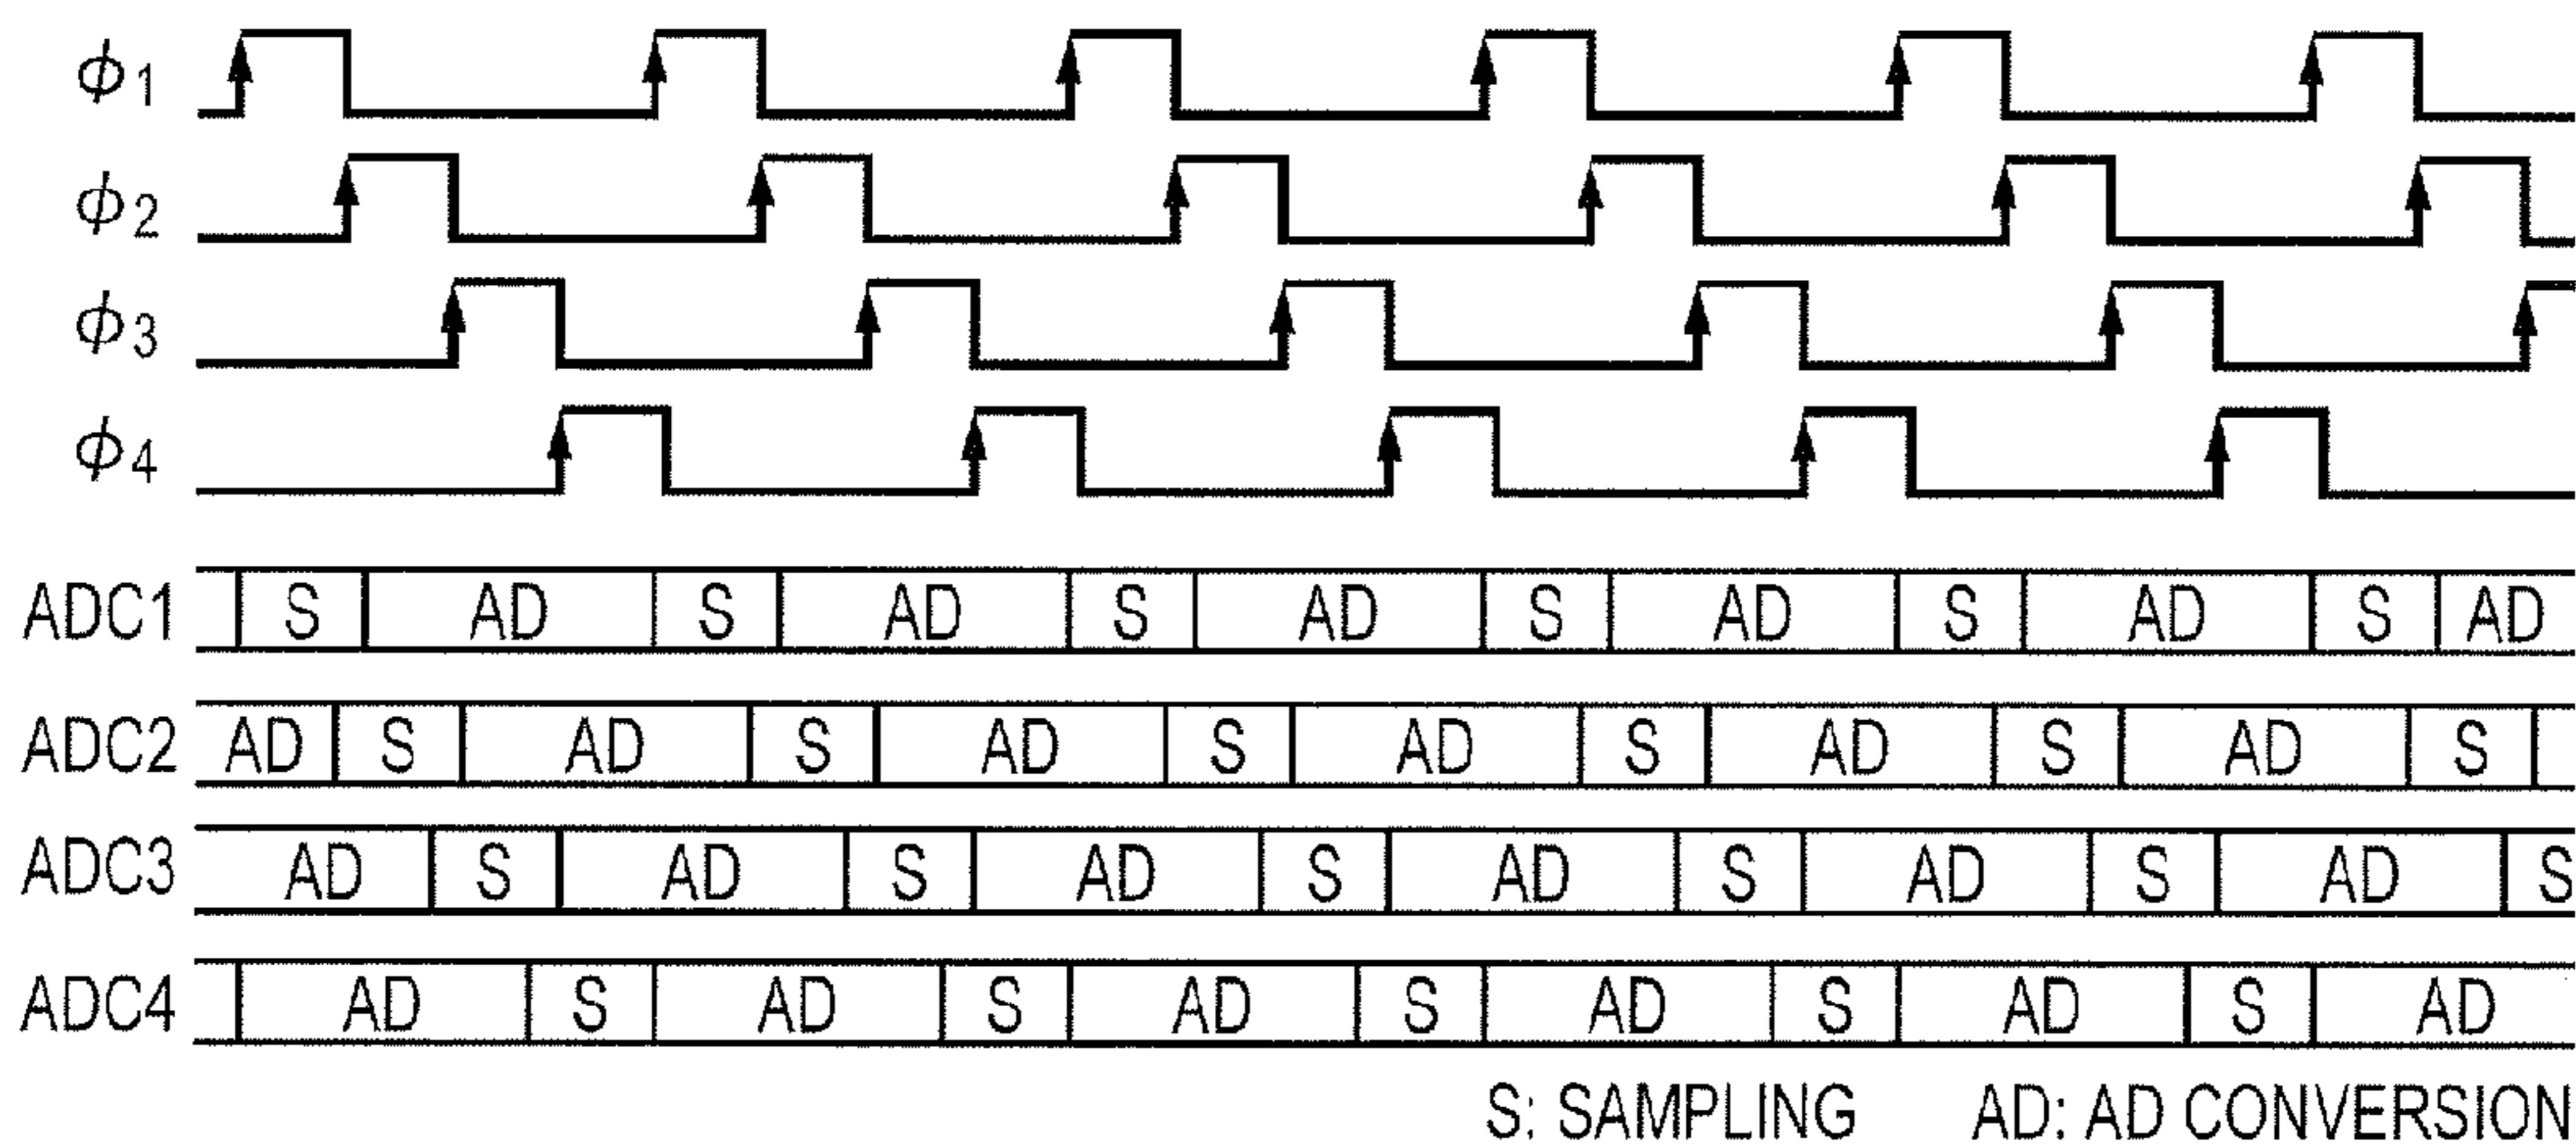 ϕ1
ϕ2
ϕ3
ϕ4
ADC1 S AD S AD S AD S AD S AD S AD
ADC2 AD S AD S AD S AD S AD S AD S
ADC3 AD S AD S AD S AD S AD S AD S
ADC4 AD S AD S AD S AD S AD S AD
S: SAMPLING AD: AD CONVERSION